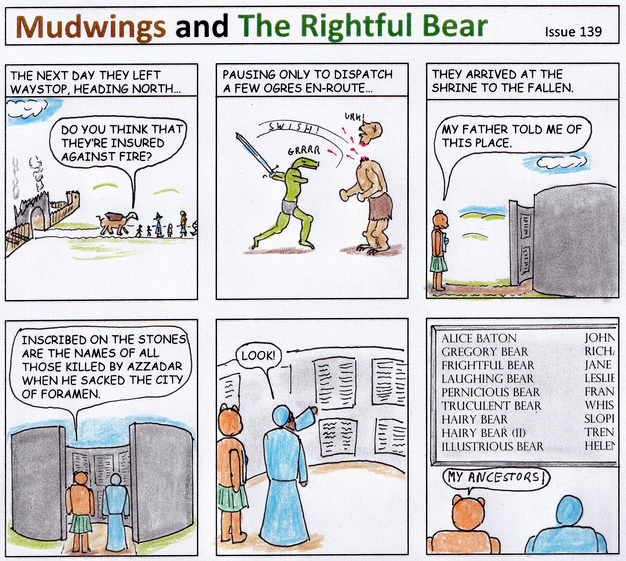 Mudwings and The Rightful Bear
Issue 139
THE NEXT DAY THEY LEFT
WAYSTOP, HEADING NORTH...
DO YOU THINK THAT
THEY'RE INSURED
AGAINST FIRE?
PAUSING ONLY TO DISPATCH
A FEW OGRES EN-ROUTE...
SWISH!
URK!
GRRRR
THEY ARRIVED AT THE
SHRINE TO THE FALLEN.
MY FATHER TOLD ME OF
THIS PLACE.
INSCRIBED ON THE STONES
ARE THE NAMES OF ALL
THOSE KILLED BY AZZADAR
WHEN HE SACKED THE CITY
OF FORAMEN.
LOOK!
ALICE BATON JOHN
GREGORY BEAR RICHA
FRIGHTFUL BEAR JANE
LAUGHING BEAR LESLIE
PERNICIOUS BEAR FRAN
TRUCULENT BEAR WHIS
HAIRY BEAR SLOPI
HAIRY BEAR (II) TREN
ILLUSTRIOUS BEAR HELEN
MY ANCESTORS!